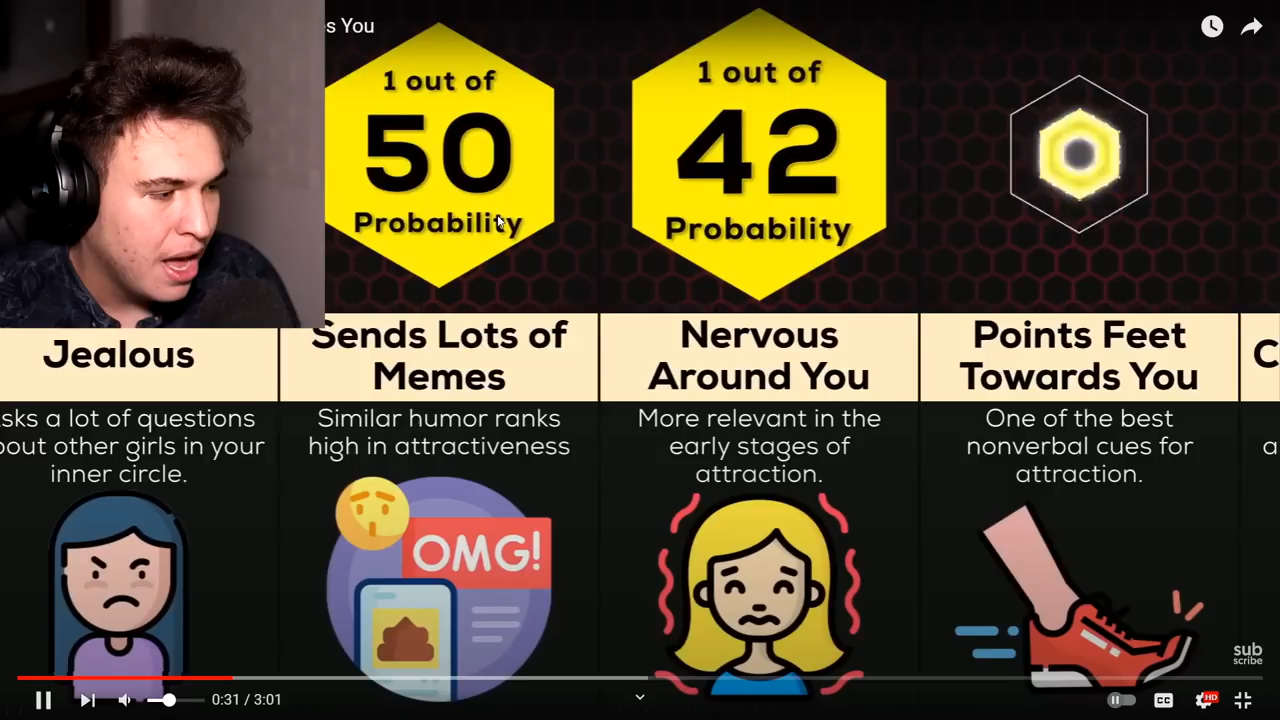 s You
1 out of
50
Probability
1 out of
42
Probability
Jealous
sks a lot of questions
bout other girls in your
inner circle.
Sends Lots of
Memes
Similar humor ranks
high in attractiveness
OMG!
Nervous
Around You
More relevant in the
early stages of
attraction.
Points Feet
Towards You
One of the best
nonverbal cues for
attraction.
C
a
sub
scribe
0:31 / 3:01
CC
HD